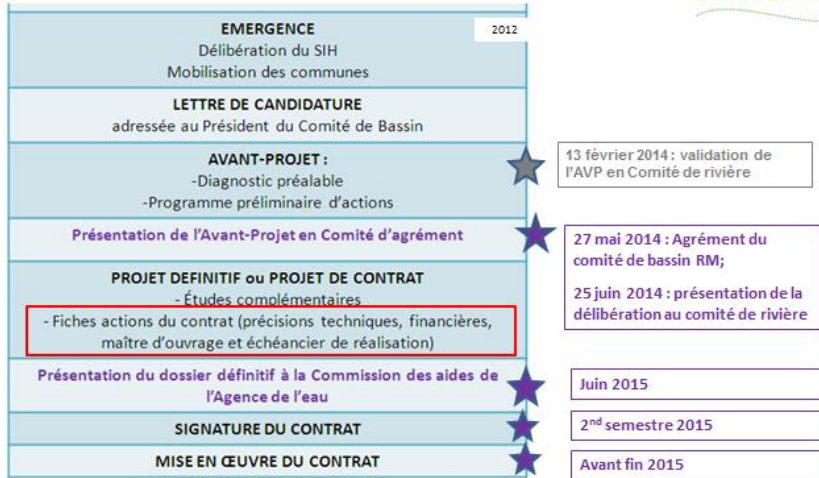 EMERGENCE
2012
Délibération du SIH
Mobilisation des communes
LETTRE DE CANDIDATURE
adressée au Président du Comité de Bassin
AVANT-PROJET :
-Diagnostic préalable
-Programme préliminaire d'actions
13 février 2014 : validation de
l'AVP en Comité de rivière
Présentation de l'Avant-Projet en Comité d'agrément
27 mai 2014 : Agrément du
comité de bassin RM;
25 juin 2014 : présentation de la
délibération au comité de rivière
PROJET DEFINITIF ou PROJET DE CONTRAT
- Études complémentaires
- Fiches actions du contrat (précisions techniques, financières,
maître d'ouvrage et échéancier de réalisation)
Présentation du dossier définitif à la Commission des aides de
l'Agence de l'eau
Juin 2015
SIGNATURE DU CONTRAT
2nd semestre 2015
MISE EN ŒUVRE DU CONTRAT
Avant fin 2015